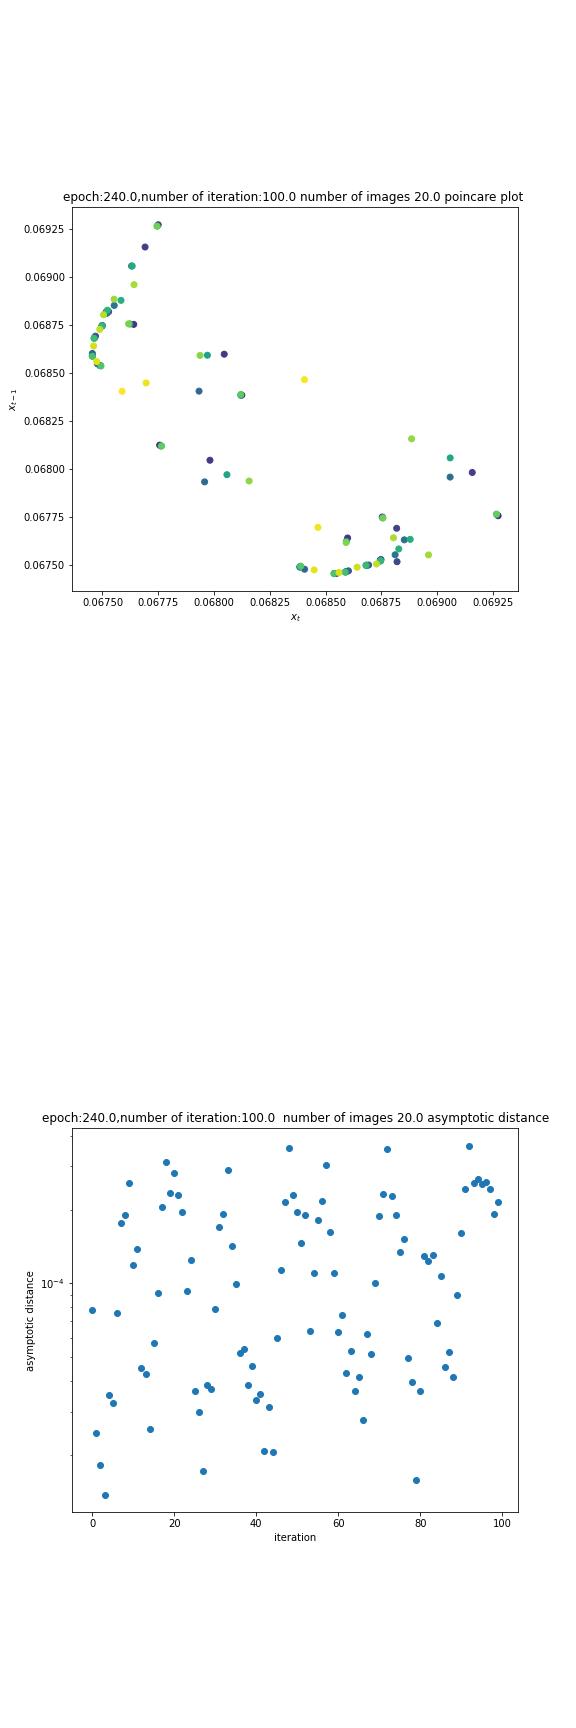 epoch:240.0,number of iteration:100.0 number of images 20.0 poincare plot
0.06925
0.06900
0.06875
0.06850
0.06825
0.06800
0.06775
0.06750
x_{t-1}
0.06750 0.06775 0.06800 0.06825 0.06850 0.06875 0.06900 0.06925
x_t
epoch:240.0,number of iteration:100.0  number of images 20.0 asymptotic distance
10^{-4}
asymptotic distance
0 20 40 60 80 100
iteration